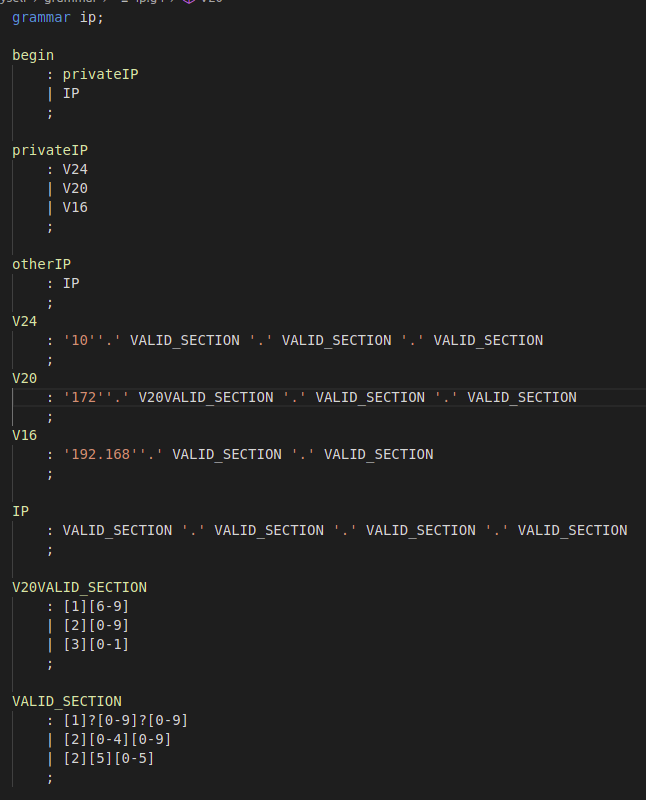 grammar ip;
begin
: privateIP
| IP
;
privateIP
: V24
| V20
| V16
;
otherIP
: IP
;
V24
: '10''.' VALID_SECTION '.' VALID_SECTION '.' VALID_SECTION
;
V20
: '172''.' V20VALID_SECTION '.' VALID_SECTION '.' VALID_SECTION
;
V16
: '192.168''.' VALID_SECTION '.' VALID_SECTION
;
IP
: VALID_SECTION '.' VALID_SECTION '.' VALID_SECTION '.' VALID_SECTION
;
V20VALID_SECTION
: [1][6-9]
| [2][0-9]
| [3][0-1]
;
VALID_SECTION
: [1]?[0-9]?[0-9]
| [2][0-4][0-9]
| [2][5][0-5]
;